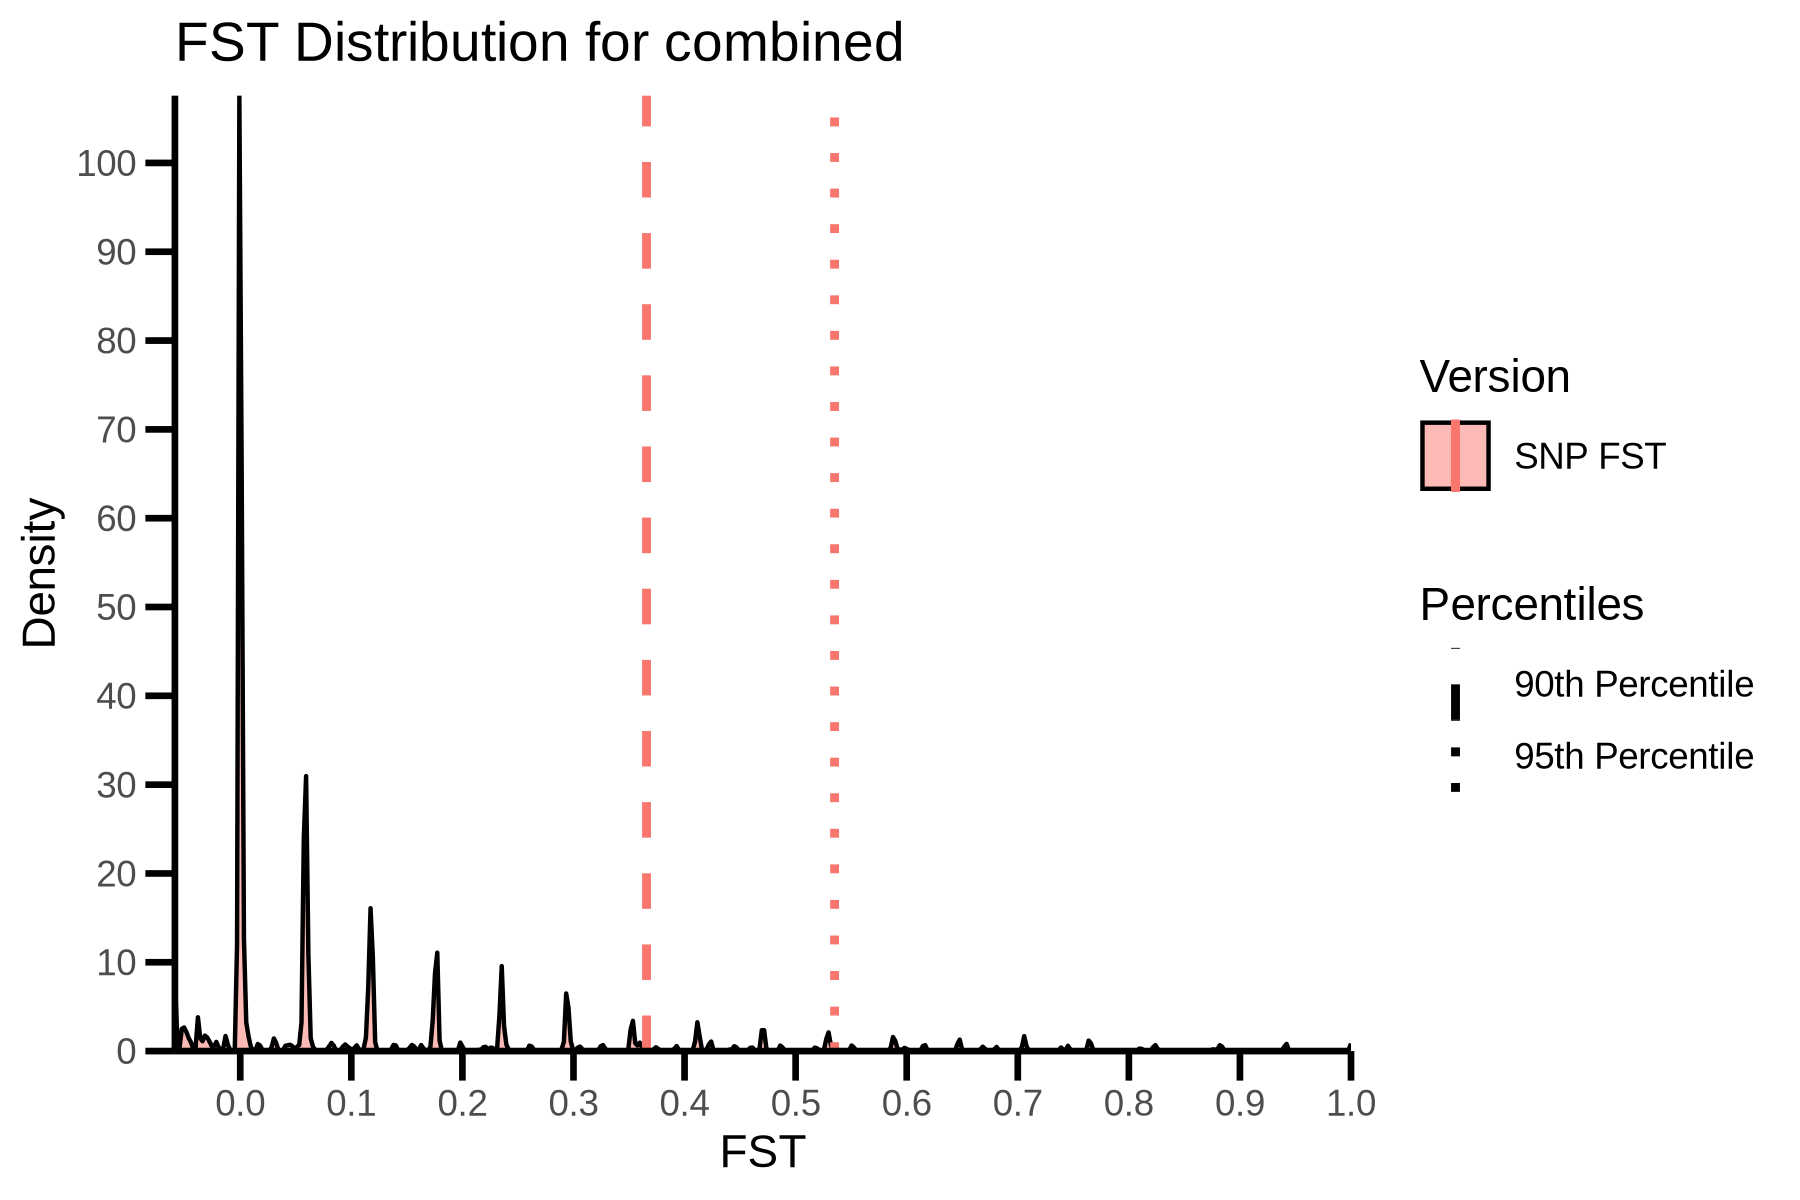 FST Distribution for combined
100
90
80
70
60
50
40
30
20
10
0
Density
0.0 0.1 0.2 0.3 0.4 0.5 0.6 0.7 0.8 0.9 1.0
FST
Version
SNP FST
Percentiles
90th Percentile
95th Percentile